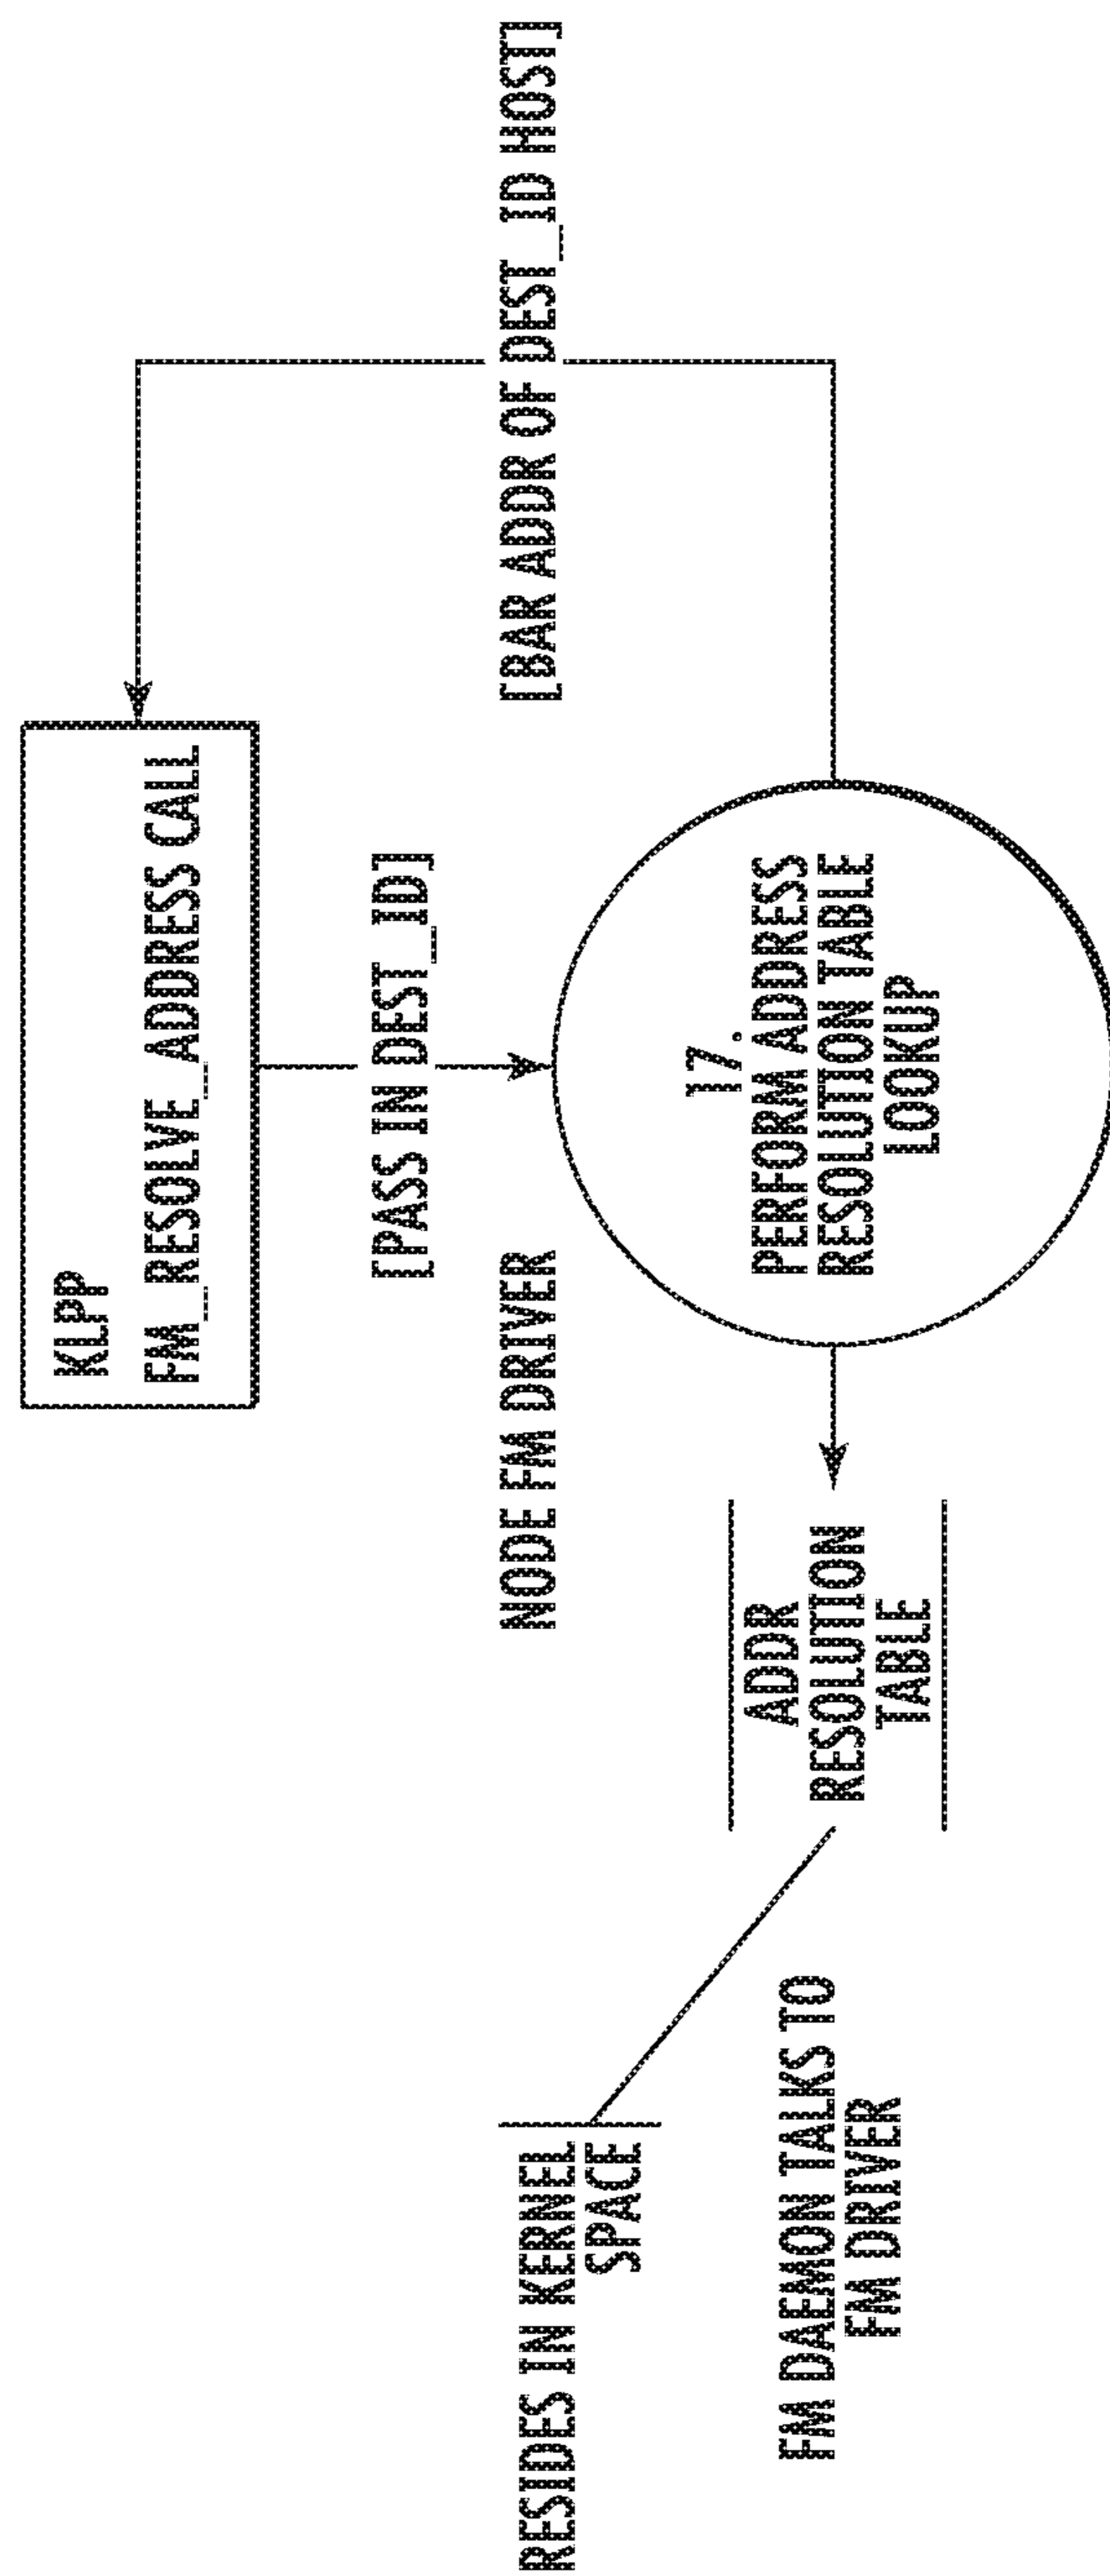 KLPP
FM_RESOLVE_ADDRESS CALL
[PASS IN DEST_ID]
[BAR ADDR OF DEST_ID HOST]
NODE FM DRIVER
17.
PERFORM ADDRESS
RESOLUTION TABLE
LOOKUP
ADDR
RESOLUTION
TABLE
RESIDES IN KERNEL
SPACE
FM DAEMON TALKS TO
FM DRIVER